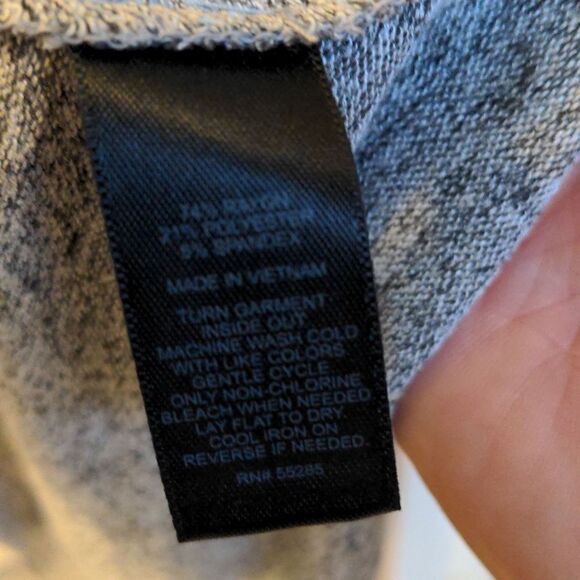 74% RAYON
21% POLYESTER
5% SPANDEX
MADE IN VIETNAM
TURN GARMENT
INSIDE OUT
MACHINE WASH COLD
WITH LIKE COLORS
GENTLE CYCLE
ONLY NON-CHLORINE
BLEACH WHEN NEEDED
LAY FLAT TO DRY
COOL IRON ON
REVERSE IF NEEDED.
RN# 55285